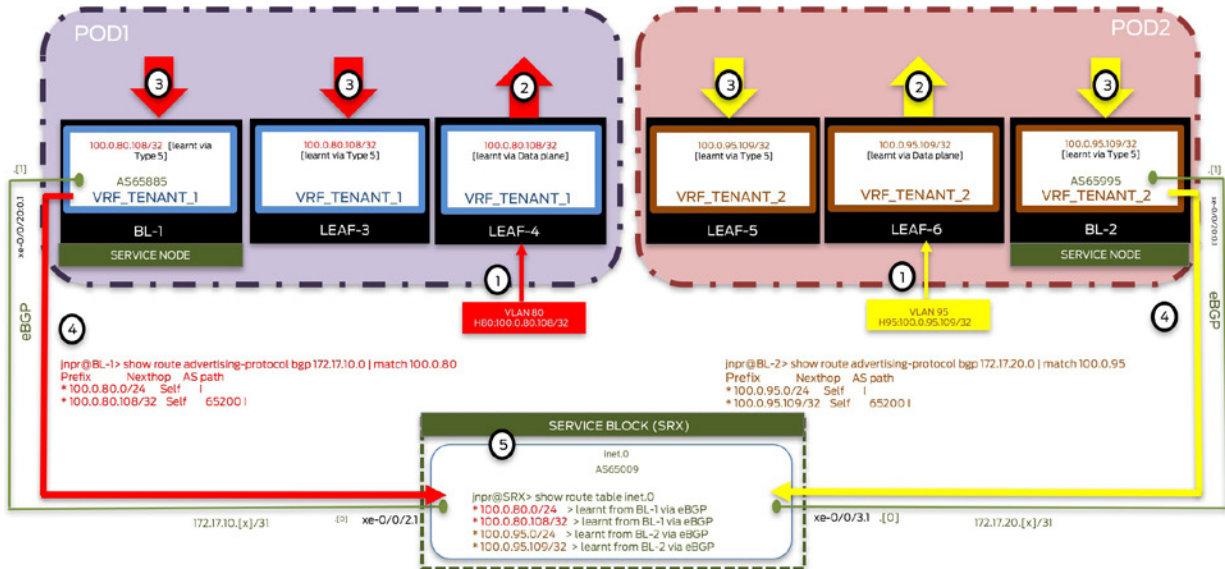 POD1
POD2
3
3
2
3
2
3
100.0.80.108/32 [learnt via
Type 5]
AS65885
VRF_TENANT_1
BL-1
SERVICE NODE
100.0.80.108/32
[learnt via Type 5]
VRF_TENANT_1
LEAF-3
100.0.80.108/32
[learnt via Data plane]
VRF_TENANT_1
LEAF-4
100.0.95.109/32
[learnt via Type 5]
VRF_TENANT_2
LEAF-5
100.0.95.109/32
[learnt via Data plane]
VRF_TENANT_2
LEAF-6
100.0.95.109/32
[learnt via Type 5]
AS65995
VRF_TENANT_2
BL-2
SERVICE NODE
.[1]
xe-0/0/20:0.1
eBGP
4
.[1]
xe-0/0/20:0.1
eBGP
4
1
VLAN 80
H80:100.0.80.108/32
1
VLAN 95
H95:100.0.95.109/32
jnpr@BL-1> show route advertising-protocol bgp 172.17.10.0 | match 100.0.80
Prefix Nexthop AS path
* 100.0.80.0/24 Self I
* 100.0.80.108/32 Self 65200 I
jnpr@BL-2> show route advertising-protocol bgp 172.17.20.0 | match 100.0.95
Prefix Nexthop AS path
* 100.0.95.0/24 Self I
* 100.0.95.109/32 Self 65200 I
SERVICE BLOCK (SRX)
5
inet.0
AS65009
jnpr@SRX> show route table inet.0
* 100.0.80.0/24 > learnt from BL-1 via eBGP
* 100.0.80.108/32 > learnt from BL-1 via eBGP
* 100.0.95.0/24 > learnt from BL-2 via eBGP
* 100.0.95.109/32 > learnt from BL-2 via eBGP
172.17.10.[x]/31
.[0]
xe-0/0/2.1
xe-0/0/3.1
.[0]
172.17.20.[x]/31